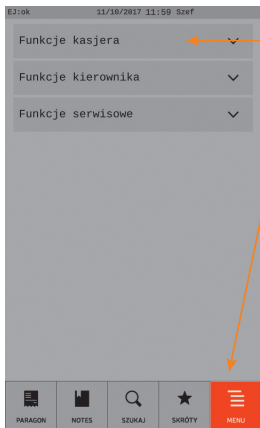 EJ:ok 11/10/2017 11:59 Szef
Funkcje kasjera
Funkcje kierownika
Funkcje serwisowe
PARAGON NOTES SZUKAJ SKRÓTY MENU